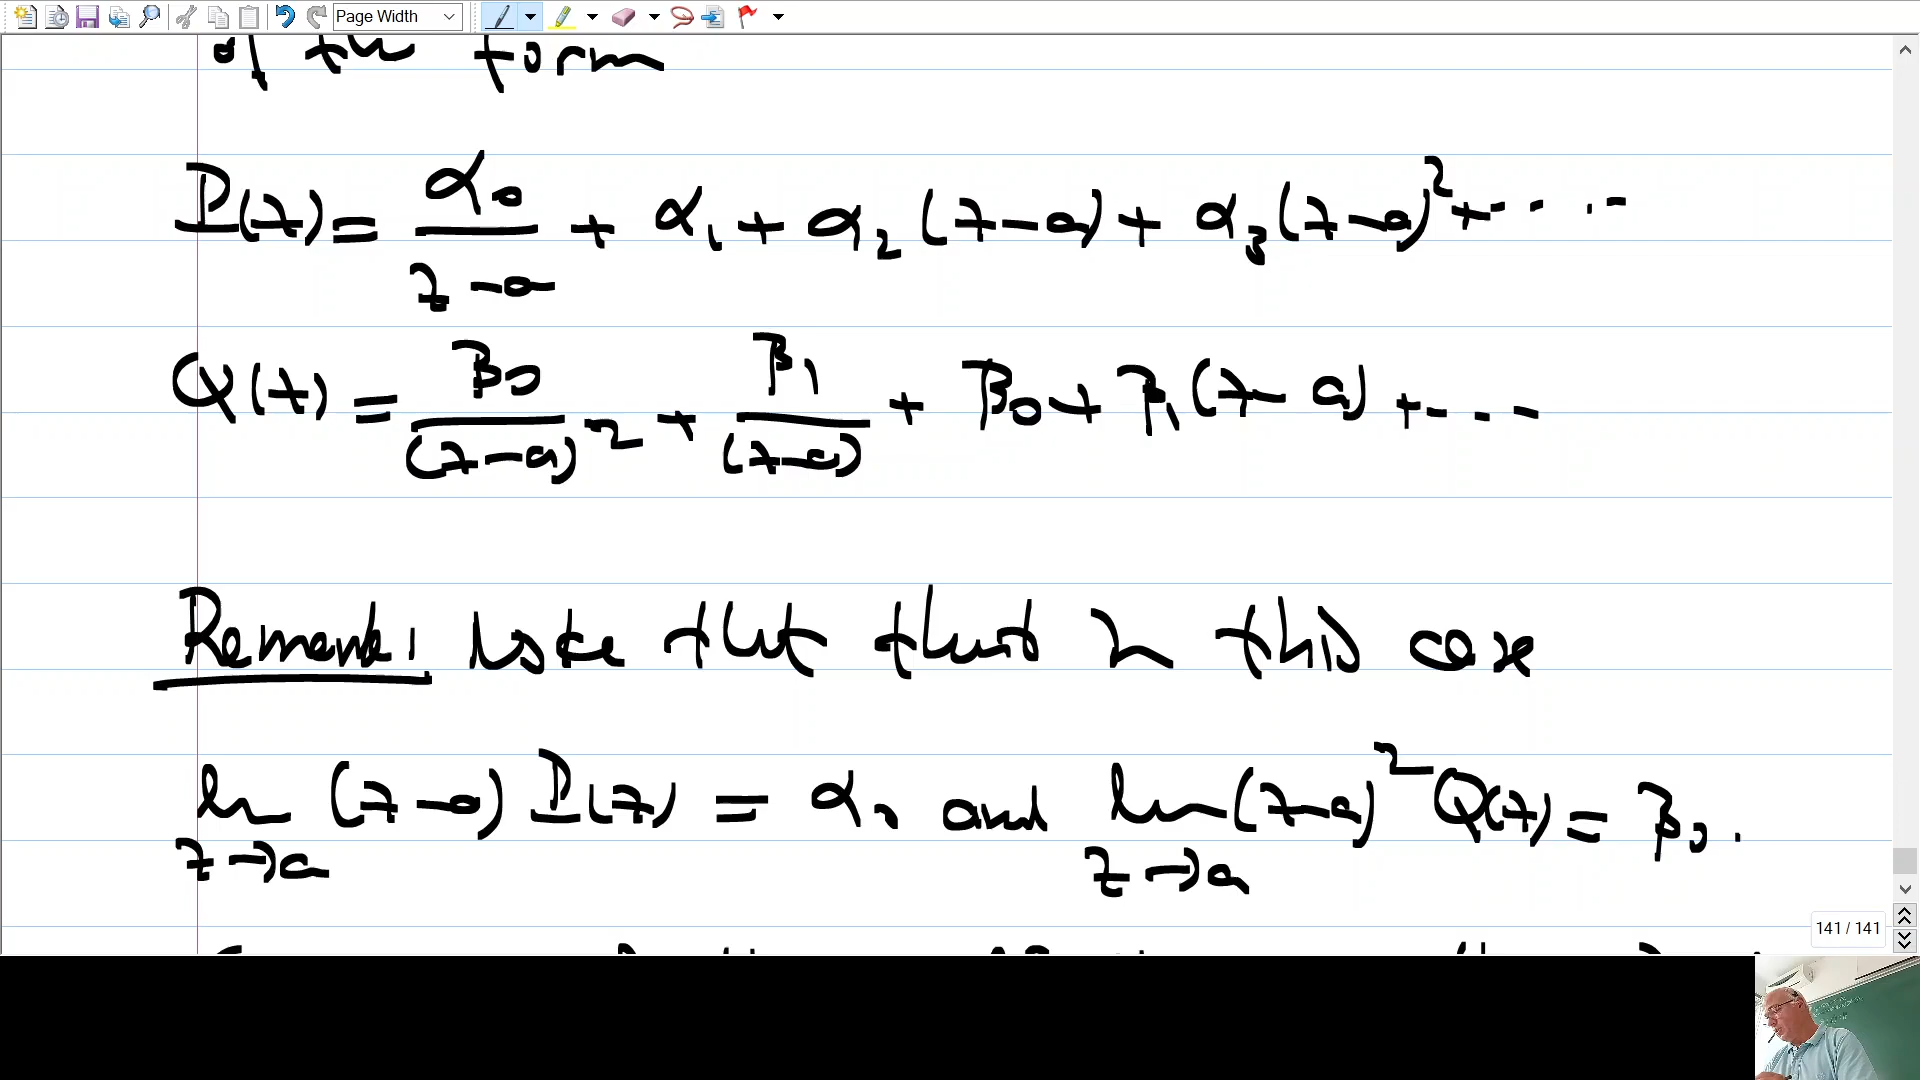 Page Width
of the form
P(z) = α₀/(z-a) + α₁ + α₂(z-a) + α₃(z-a)² + ....
Q(z) = β₀/(z-a)² + β₁/(z-a) + β₀ + β₁(z-a) + ...
Remark: Note that in this case
lim (z-a) P(z) = α₀ and lim (z-a)² Q(z) = β₀.
z→a z→a
141 / 141